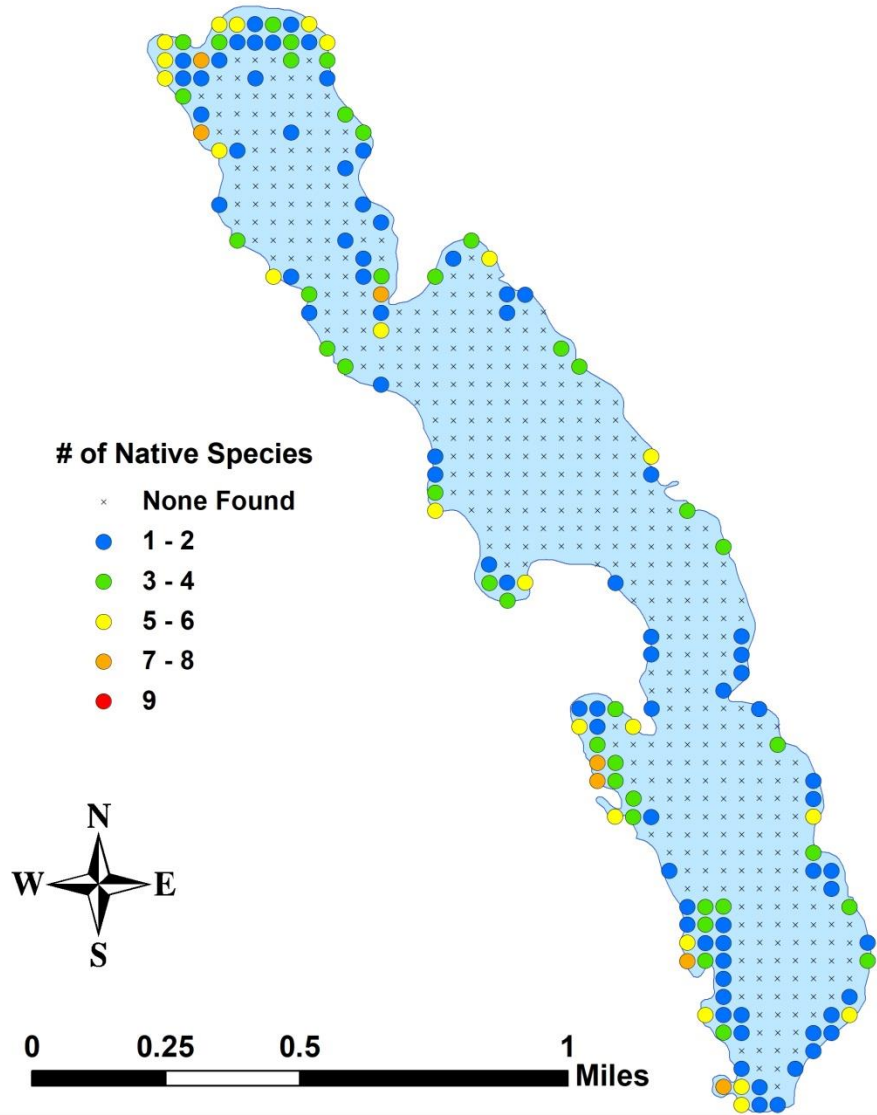 # of Native Species
None Found
1 - 2
3 - 4
5 - 6
7 - 8
9
N
W E
S
0 0.25 0.5 1
Miles